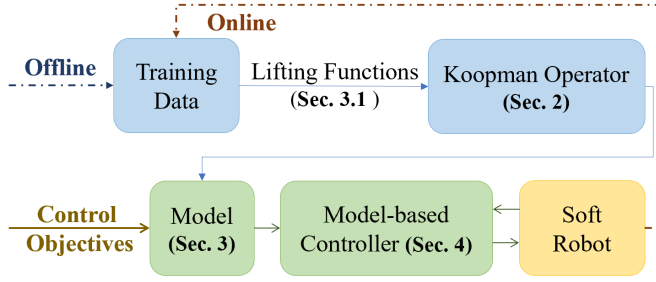 Online
Offline
Training
Data
Lifting Functions
(Sec. 3.1 )
Koopman Operator
(Sec. 2)
Control
Objectives
Model
(Sec. 3)
Model-based
Controller (Sec. 4)
Soft
Robot